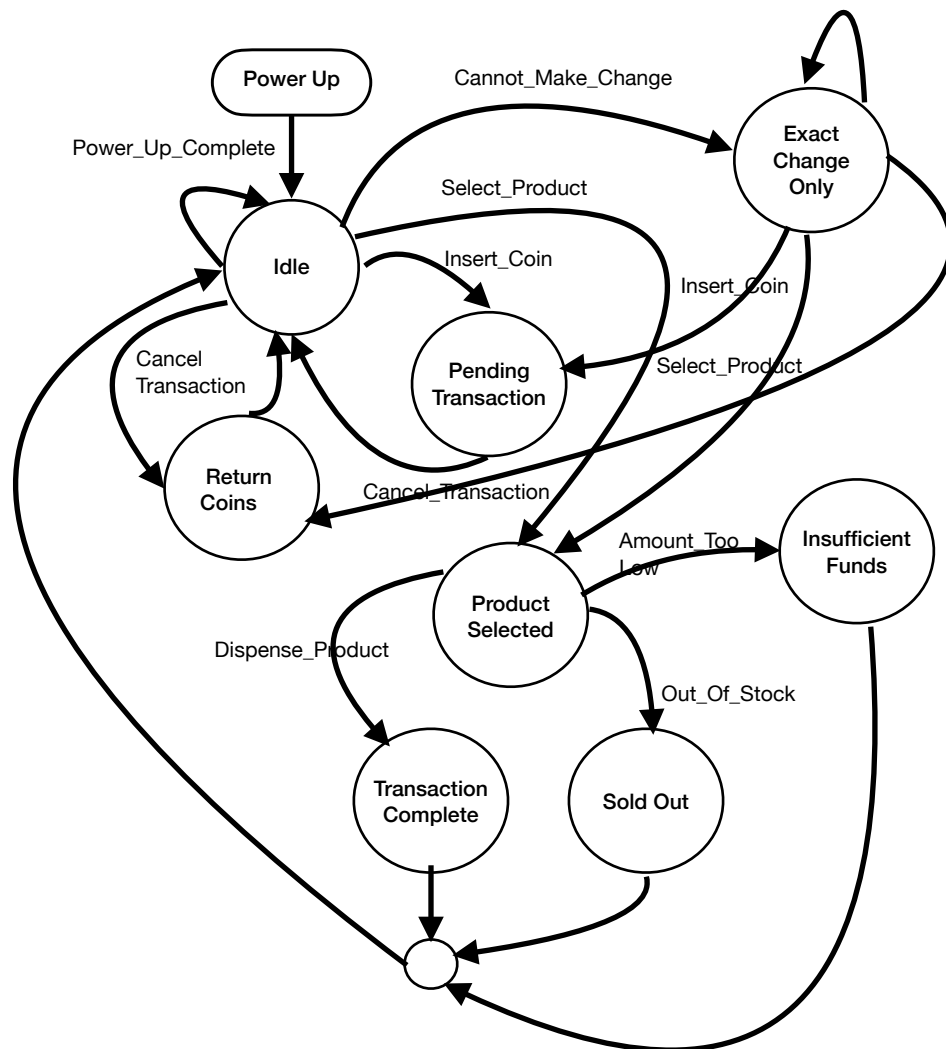 Power Up
Cannot_Make_Change
Exact
Change
Only
Power_Up_Complete
Select_Product
Idle
Insert_Coin
Insert_Coin
Cancel
Transaction
Pending
Transaction
Select_Product
Return
Coins
Cancel_Transaction
Amount_Too
Low
Insufficient
Funds
Product
Selected
Dispense_Product
Out_Of_Stock
Transaction
Complete
Sold Out